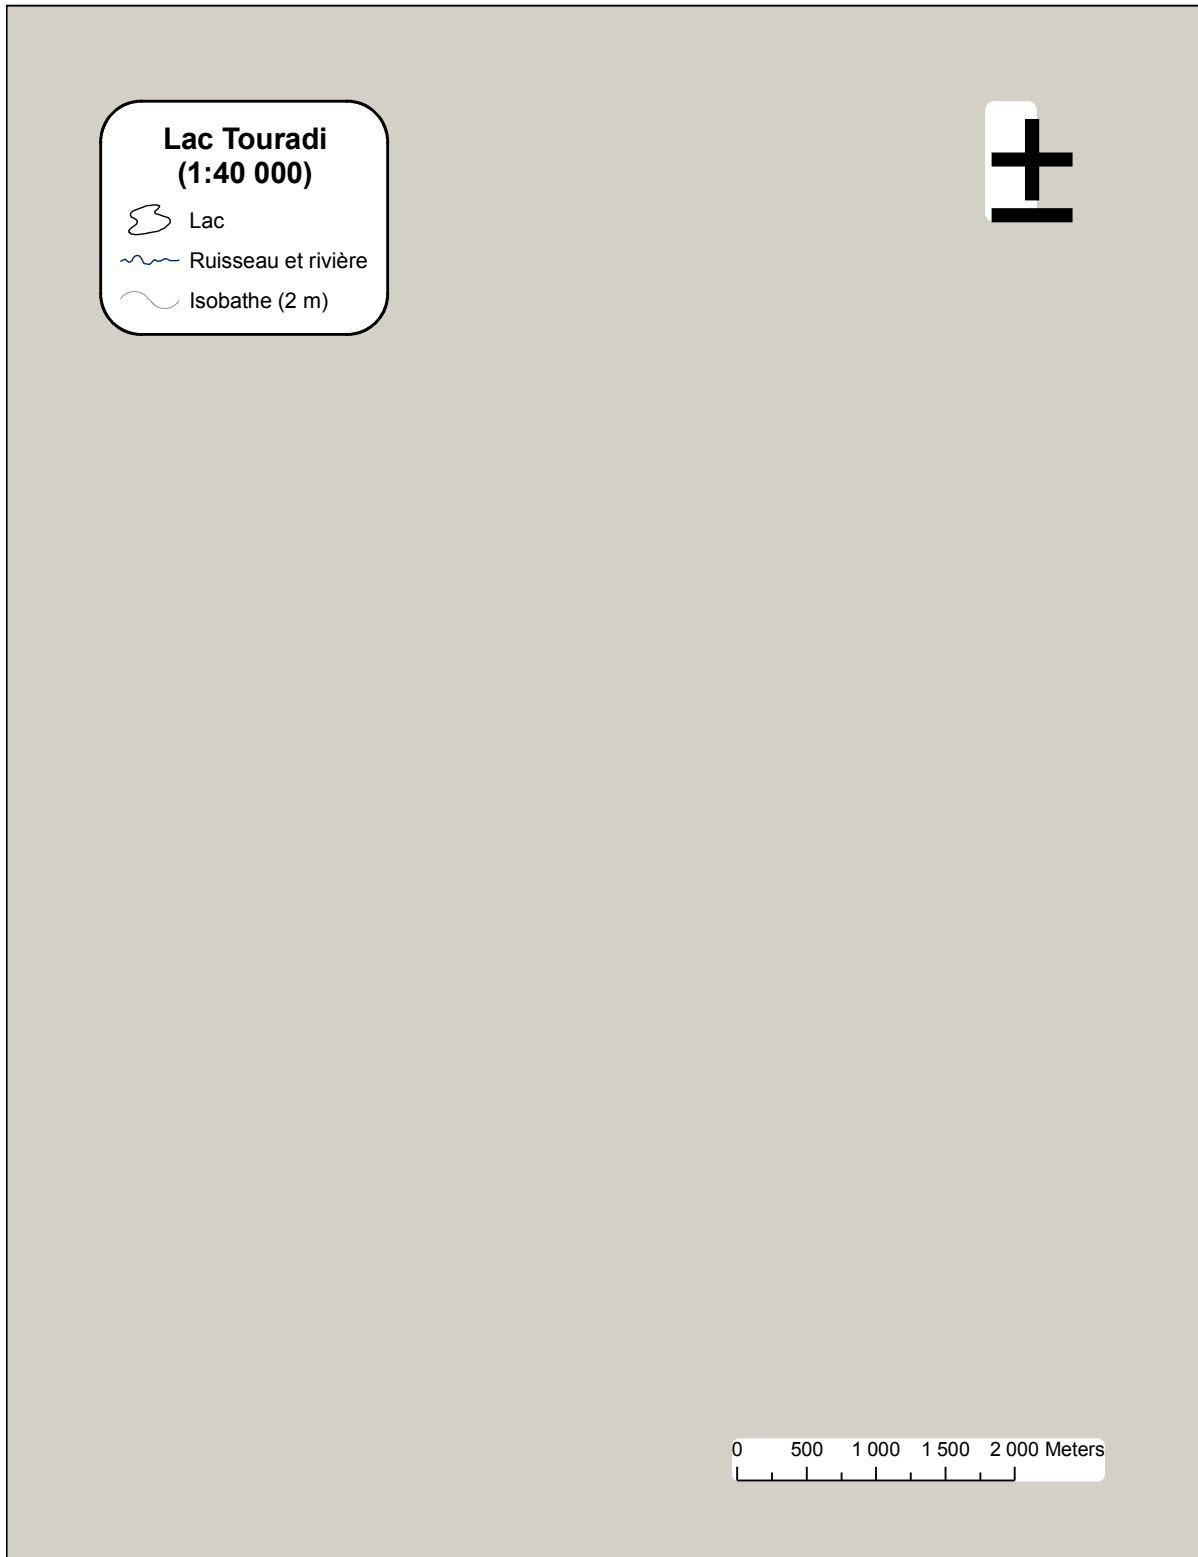 Lac Touradi
(1:40 000)
Lac
Ruisseau et rivière
Isobathe (2 m)
±
0 500 1 000 1 500 2 000 Meters